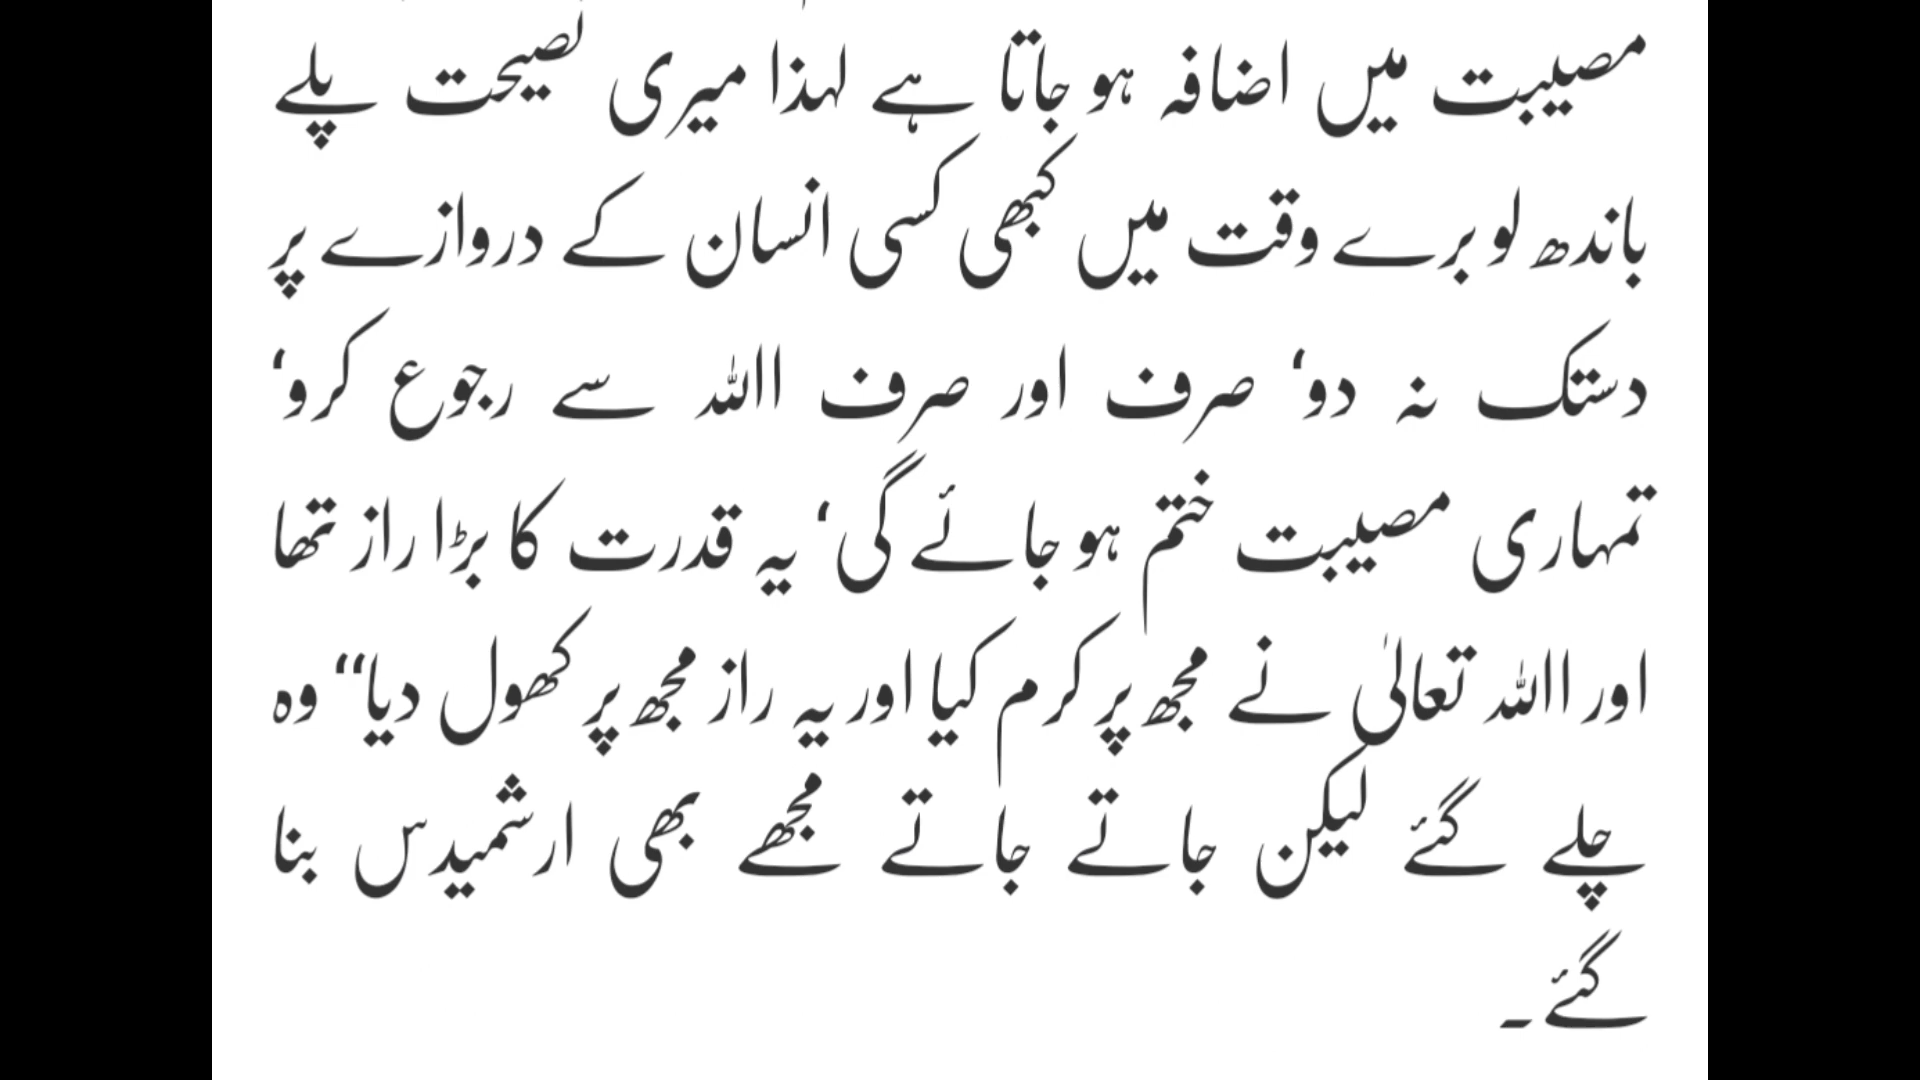 مصیبت میں اضافہ ہو جاتا ہے لہذا میری نصیحت پلے
باندھ لو برے وقت میں کبھی کسی انسان کے دروازے پر
دستک نہ دو‘ صرف اور صرف االله سے رجوع کرو‘
تمہاری مصیبت ختم ہو جائے گی‘ یہ قدرت کا بڑا راز تھا
اور االله تعالیٰ نے مجھ پر کرم کیا اور یہ راز مجھ پر کھول دیا‘‘ وہ
چلے گئے لیکن جاتے جاتے مجھے بھی ارشمیدس بنا
گئے۔